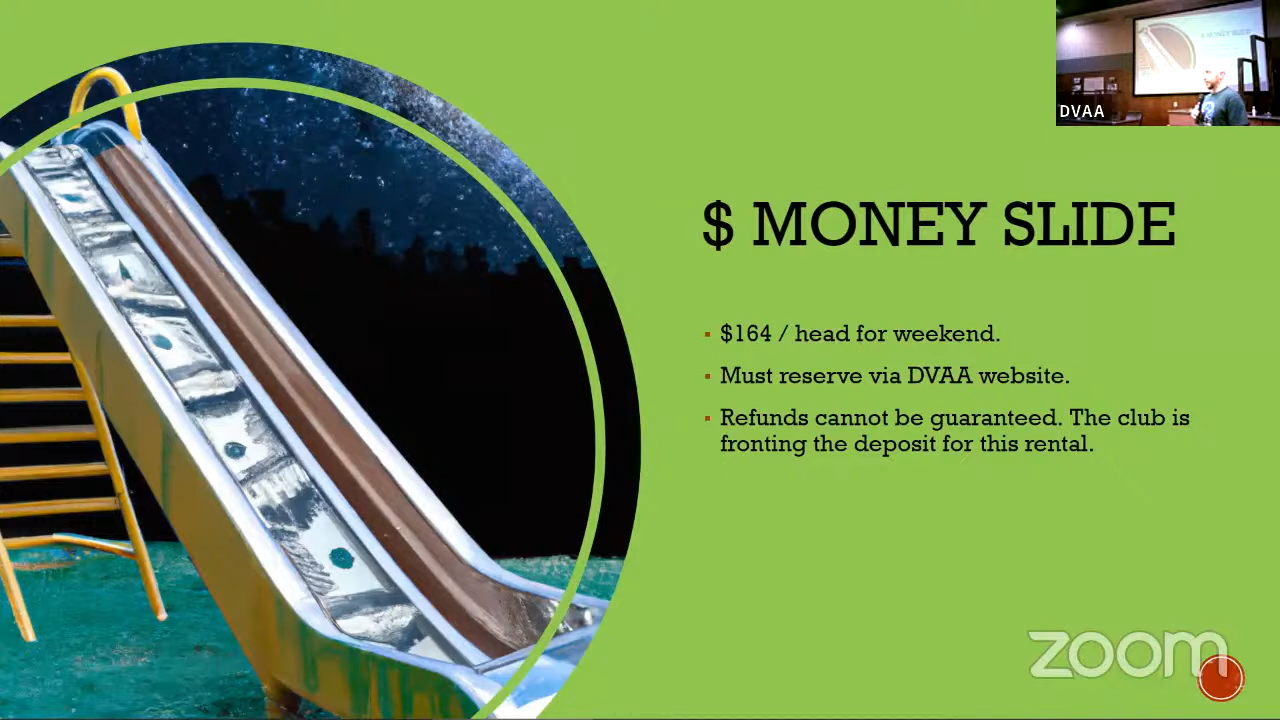 DVAA
$ MONEY SLIDE
$164 / head for weekend.
Must reserve via DVAA website.
Refunds cannot be guaranteed. The club is
fronting the deposit for this rental.
zoom